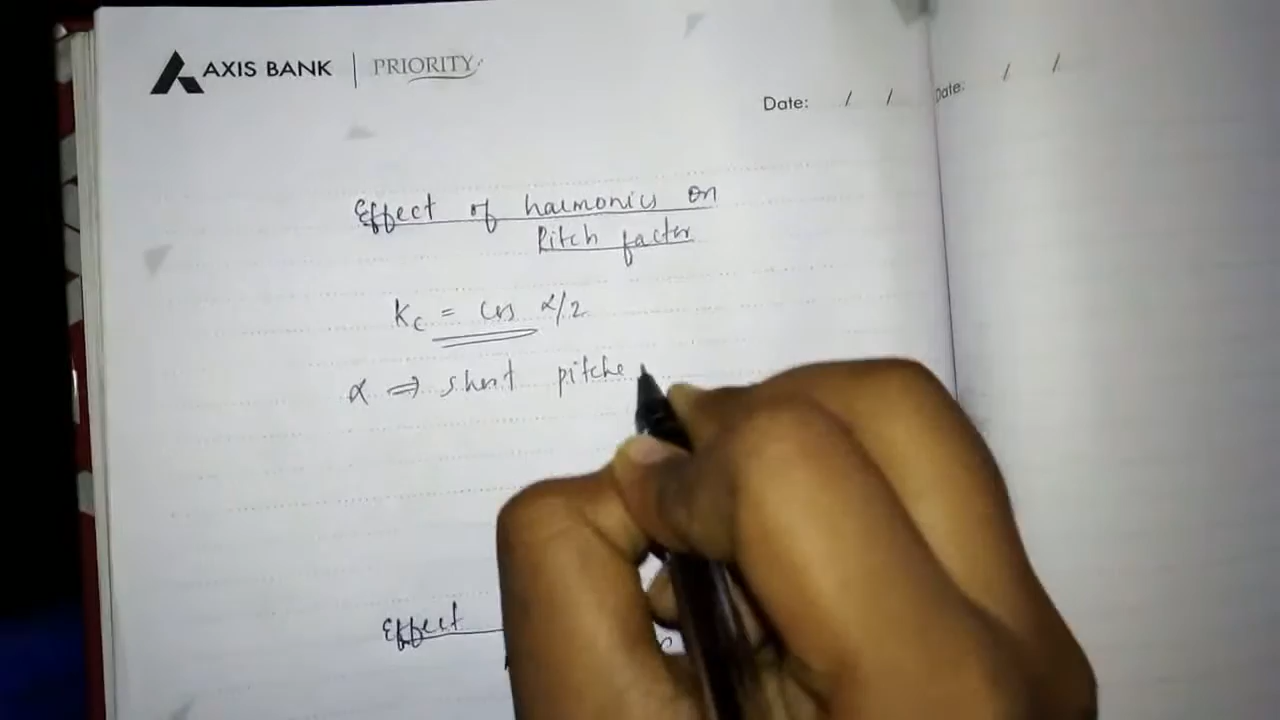 AXIS BANK | PRIORITY
Date: / /
Date: / /
Effect of harmonics on
Pitch factor
Kc = cos α/2
α ⇒ short pitche
Effect